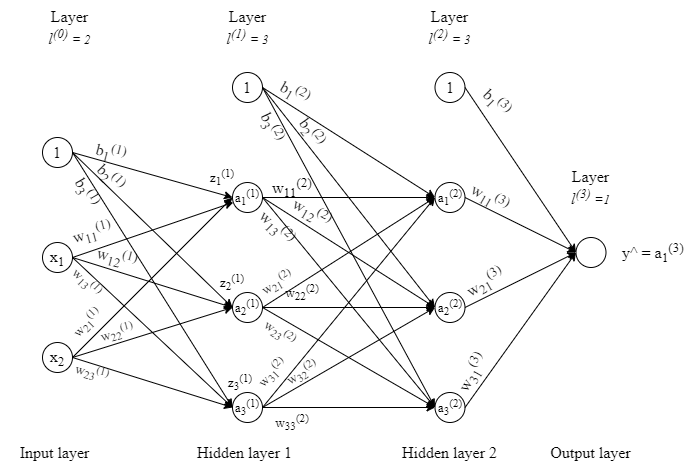 Layer
l(0) = 2
Layer
l(1) = 3
Layer
l(2) = 3
Layer
l(3) =1
1
1
1
b1(1)
b2(1)
b3(1)
b1(2)
b2(2)
b3(2)
b1(3)
x1
x2
w11(1)
w12(1)
w13(1)
w21(1)
w22(1)
w23(1)
z1(1)
a1(1)
z2(1)
a2(1)
z3(1)
a3(1)
w11(2)
w12(2)
w13(2)
w21(2)
w22(2)
w23(2)
w31(2)
w32(2)
w33(2)
a1(2)
a2(2)
a3(2)
w11(3)
w21(3)
w31(3)
y^ = a1(3)
Input layer
Hidden layer 1
Hidden layer 2
Output layer